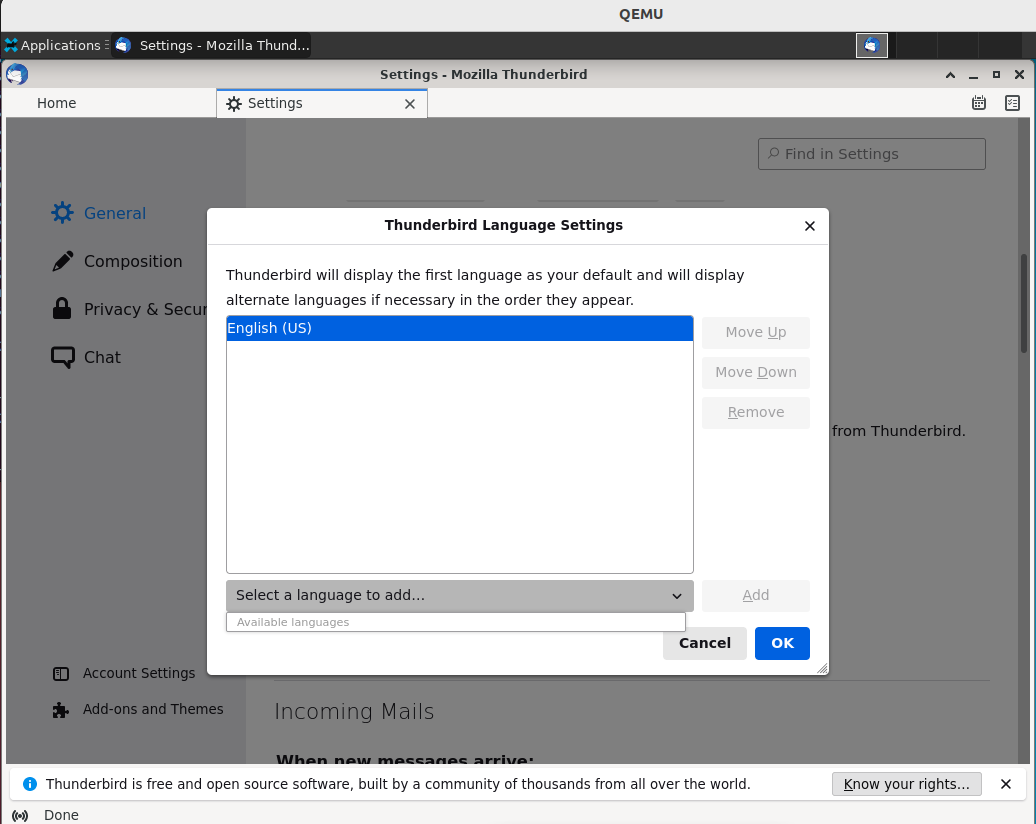 QEMU
Applications
Settings - Mozilla Thund...
Settings - Mozilla Thunderbird
Home
Settings
Find in Settings
General
Composition
Privacy & Secur
Chat
Thunderbird Language Settings
Thunderbird will display the first language as your default and will display
alternate languages if necessary in the order they appear.
English (US)
Move Up
Move Down
Remove
from Thunderbird.
Select a language to add...
Add
Available languages
Cancel
OK
Account Settings
Add-ons and Themes
Incoming Mails
When new messages arrive:
Thunderbird is free and open source software, built by a community of thousands from all over the world.
Know your rights...
Done